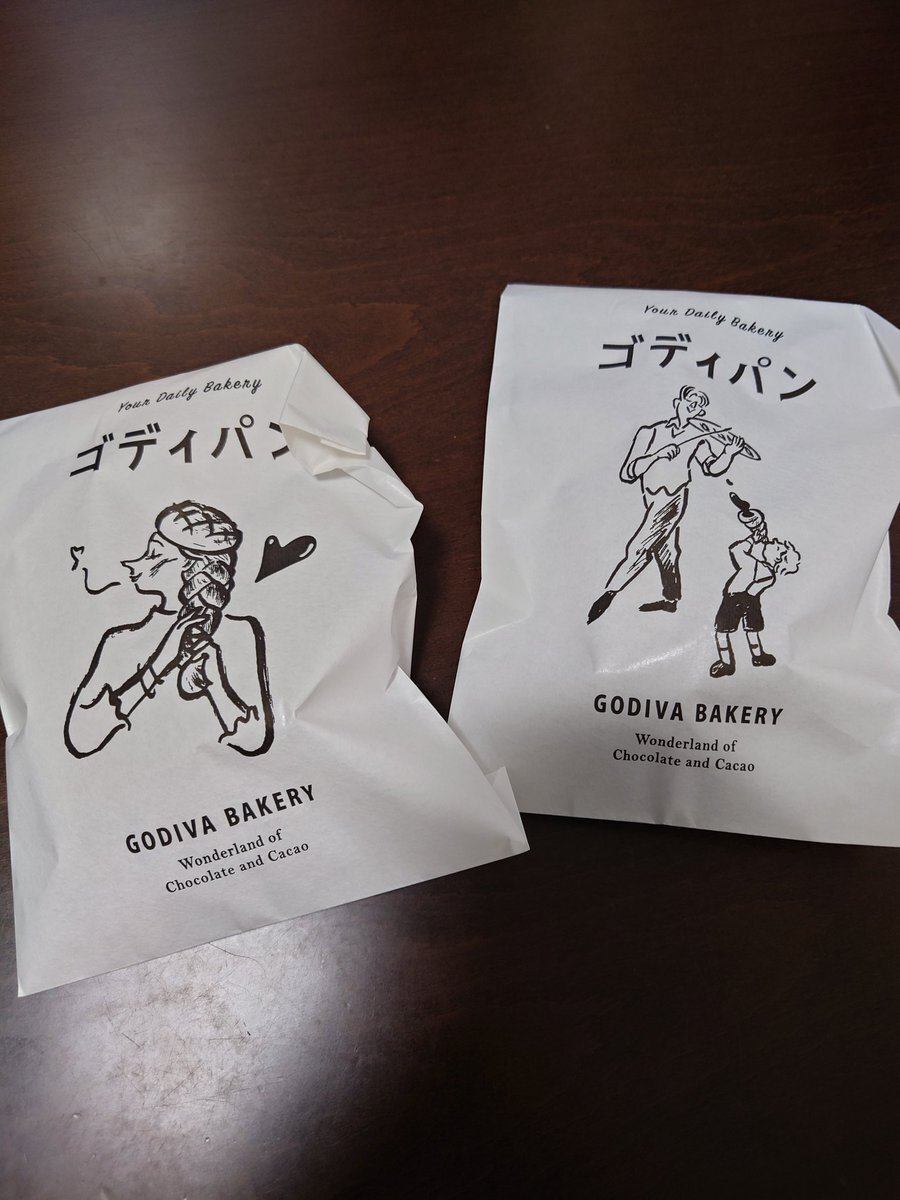 Your Daily Bakery
ゴディパン
GODIVA BAKERY
Wonderland of
Chocolate and Cacao
Your Daily Bakery
ゴディパン
GODIVA BAKERY
Wonderland of
Chocolate and Cacao